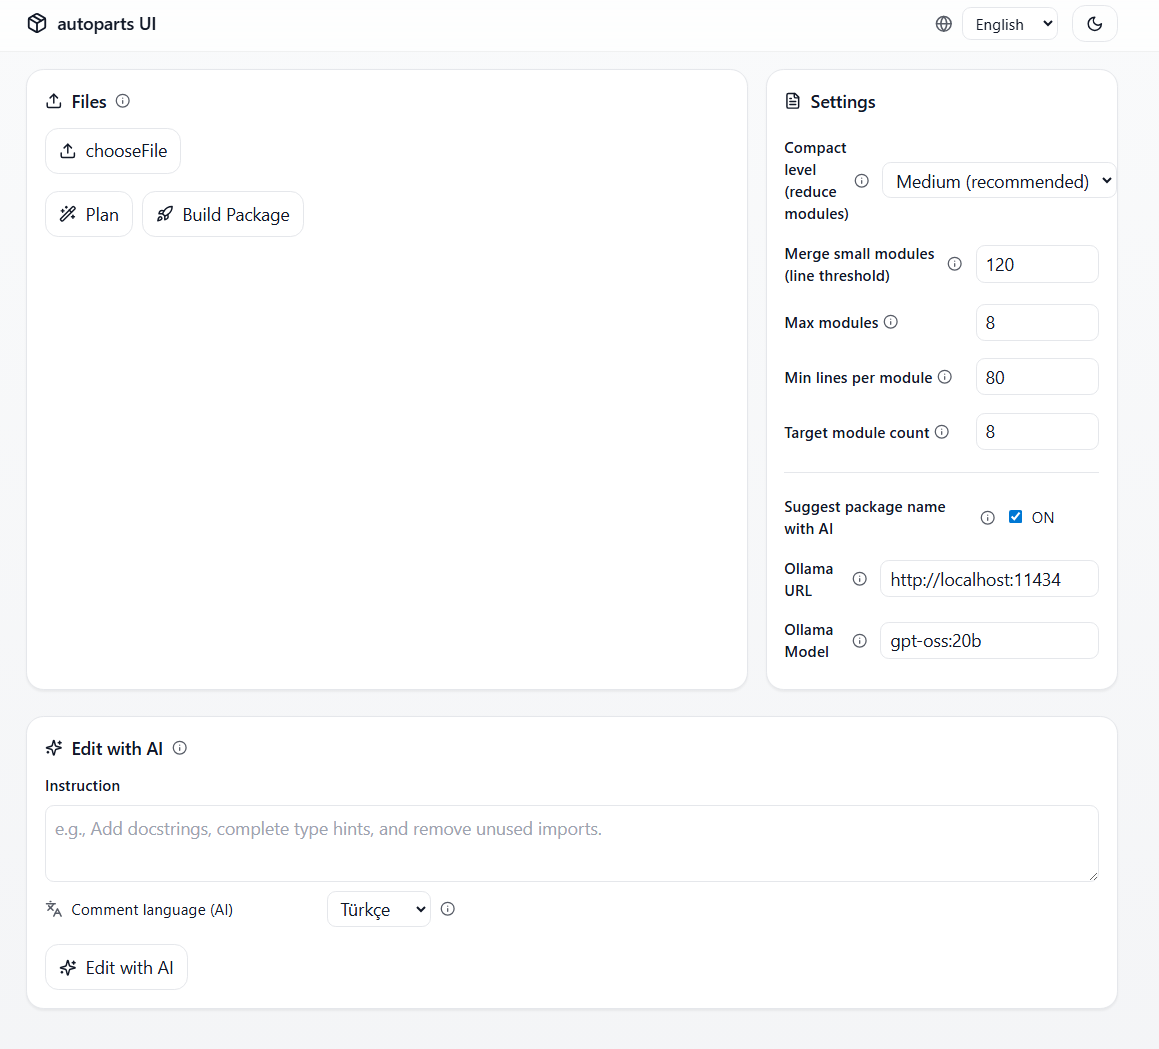 autoparts UI
English
Files
chooseFile
Plan
Build Package
Settings
Compact
level
(reduce
modules)
Medium (recommended)
Merge small modules
(line threshold)
120
Max modules
8
Min lines per module
80
Target module count
8
Suggest package name
with AI
ON
Ollama
URL
http://localhost:11434
Ollama
Model
gpt-oss:20b
Edit with AI
Instruction
e.g., Add docstrings, complete type hints, and remove unused imports.
Comment language (AI)
Türkçe
Edit with AI